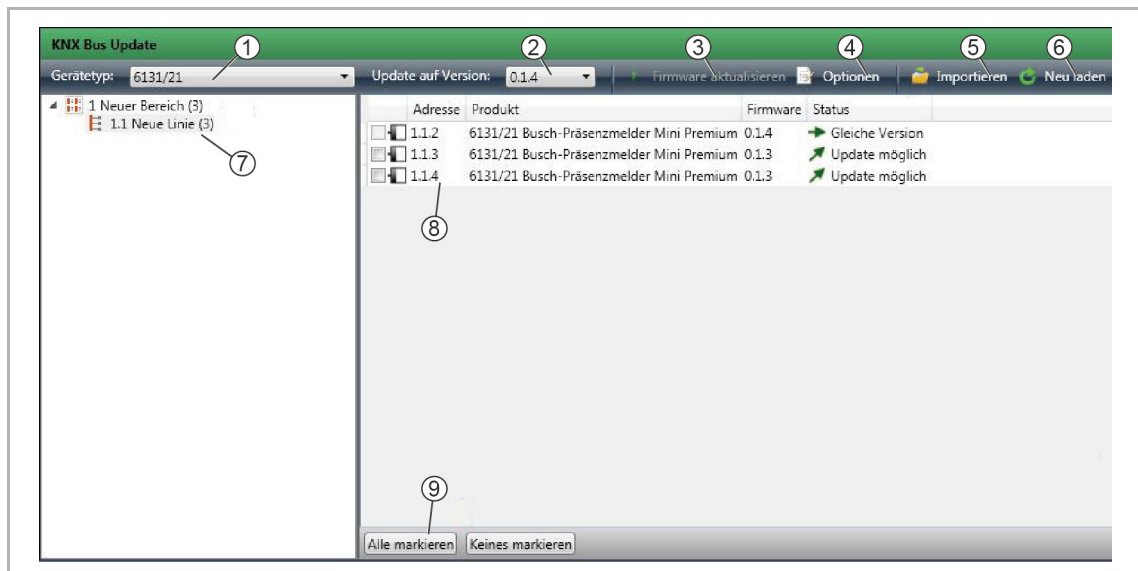 KNX Bus Update
1 2 3 4 5 6
Gerätetyp: 6131/21 Update auf Version: 0.1.4 Firmware aktualisieren Optionen Importieren Neu laden
1 Neuer Bereich (3)
1.1 Neue Linie (3)
7
Adresse Produkt Firmware Status
1.1.2 6131/21 Busch-Präsenzmelder Mini Premium 0.1.4 Gleiche Version
1.1.3 6131/21 Busch-Präsenzmelder Mini Premium 0.1.3 Update möglich
1.1.4 6131/21 Busch-Präsenzmelder Mini Premium 0.1.3 Update möglich
8
9
Alle markieren Keines markieren